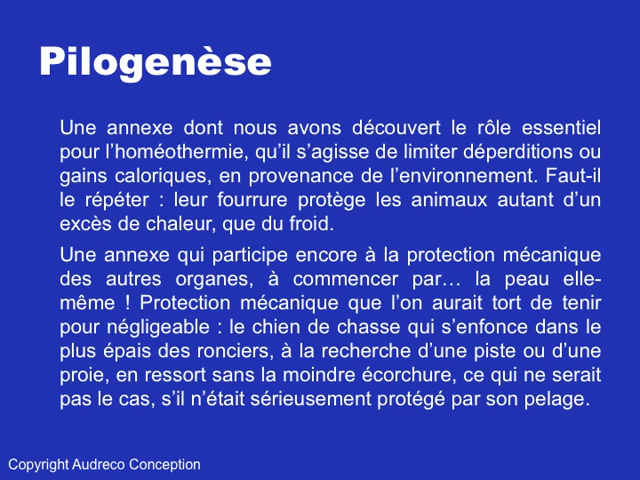 Pilogenèse
Une annexe dont nous avons découvert le rôle essentiel
pour l’homéothermie, qu’il s’agisse de limiter déperditions ou
gains caloriques, en provenance de l’environnement. Faut-il
le répéter : leur fourrure protège les animaux autant d’un
excès de chaleur, que du froid.
Une annexe qui participe encore à la protection mécanique
des autres organes, à commencer par… la peau elle-
même ! Protection mécanique que l’on aurait tort de tenir
pour négligeable : le chien de chasse qui s’enfonce dans le
plus épais des ronciers, à la recherche d’une piste ou d’une
proie, en ressort sans la moindre écorchure, ce qui ne serait
pas le cas, s’il n’était sérieusement protégé par son pelage.
Copyright Audreco Conception